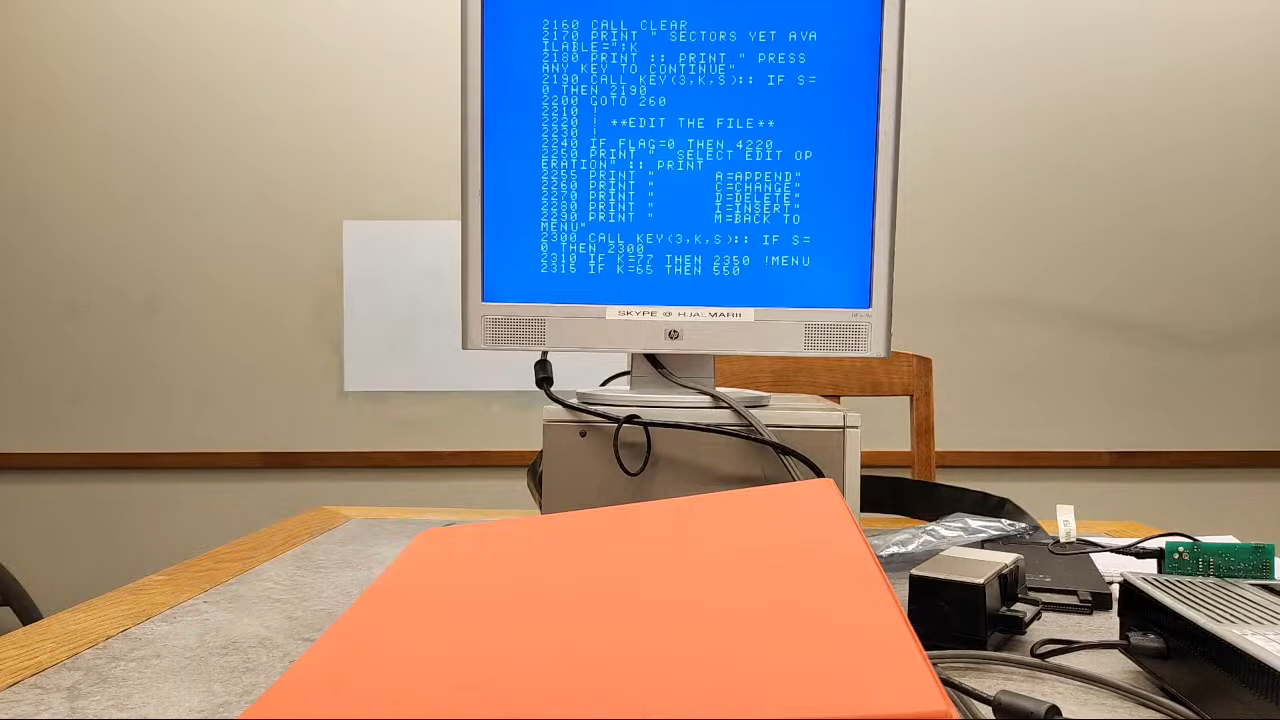 2160 CALL CLEAR
2170 PRINT " SECTORS YET AVA
ILABLE=";K
2180 PRINT :: PRINT " PRESS
ANY KEY TO CONTINUE"
2190 CALL KEY(3,K,S):: IF S=
0 THEN 2190
2200 GOTO 260
2210 !
2220 ! **EDIT THE FILE**
2230 !
2240 IF FLAG=0 THEN 4220
2250 PRINT "  SELECT EDIT OP
ERATION" :: PRINT
2255 PRINT "      A=APPEND"
2260 PRINT "      C=CHANGE"
2270 PRINT "      D=DELETE"
2280 PRINT "      I=INSERT"
2290 PRINT "      M=BACK TO
MENU"
2300 CALL KEY(3,K,S):: IF S=
0 THEN 2300
2310 IF K=77 THEN 2350 !MENU
2315 IF K=65 THEN 550
SKYPE @ HJALMARII
hp